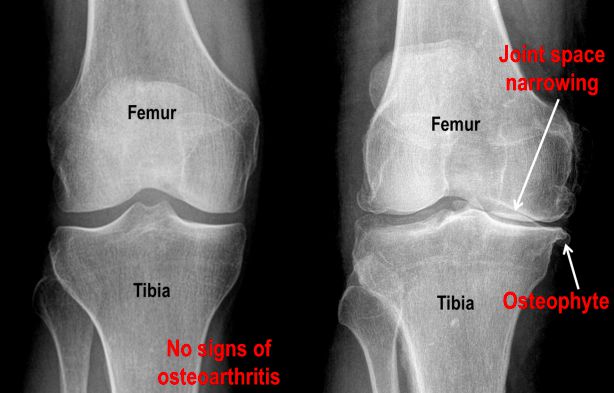 Femur
Tibia
No signs of
osteoarthritis
Joint space
narrowing
Femur
Osteophyte
Tibia